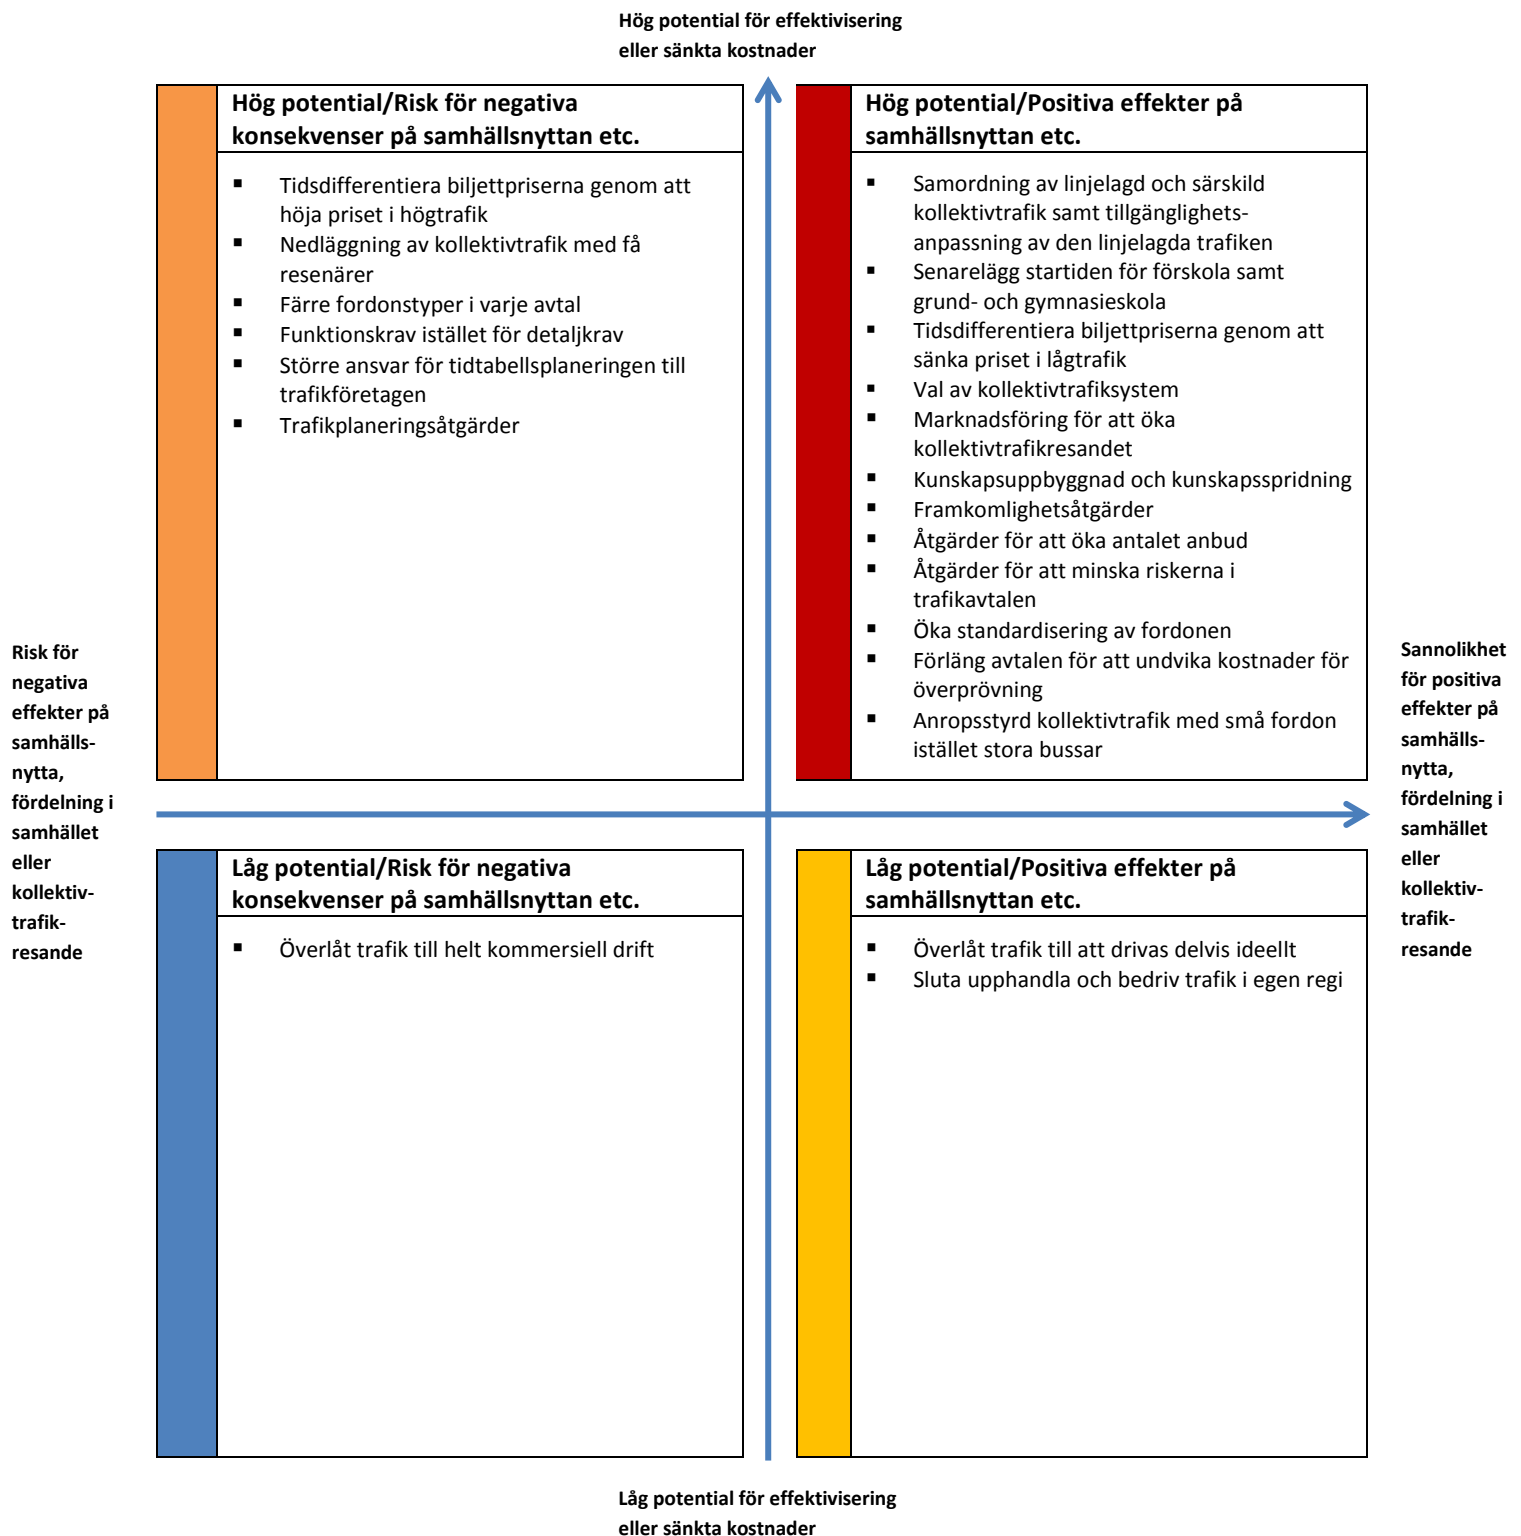 Hög potential för effektivisering
eller sänkta kostnader
Hög potential/Risk för negativa
konsekvenser på samhällsnyttan etc.
▪ Tidsdifferentiera biljettpriserna genom att
höja priset i högtrafik
▪ Nedläggning av kollektivtrafik med få
resenärer
▪ Färre fordonstyper i varje avtal
▪ Funktionskrav istället för detaljkrav
▪ Större ansvar för tidtabellsplaneringen till
trafikföretagen
▪ Trafikplaneringsåtgärder
Hög potential/Positiva effekter på
samhällsnyttan etc.
▪ Samordning av linjelagd och särskild
kollektivtrafik samt tillgänglighets-
anpassning av den linjelagda trafiken
▪ Senarelägg startiden för förskola samt
grund- och gymnasieskola
▪ Tidsdifferentiera biljettpriserna genom att
sänka priset i lågtrafik
▪ Val av kollektivtrafiksystem
▪ Marknadsföring för att öka
kollektivtrafikresandet
▪ Kunskapsuppbyggnad och kunskapsspridning
▪ Framkomlighetsåtgärder
▪ Åtgärder för att öka antalet anbud
▪ Åtgärder för att minska riskerna i
trafikavtalen
▪ Öka standardisering av fordonen
▪ Förläng avtalen för att undvika kostnader för
överprövning
▪ Anropsstyrd kollektivtrafik med små fordon
istället stora bussar
Risk för
negativa
effekter på
samhälls-
nytta,
fördelning i
samhället
eller
kollektiv-
trafik-
resande
Sannolikhet
för positiva
effekter på
samhälls-
nytta,
fördelning i
samhället
eller
kollektiv-
trafik-
resande
Låg potential/Risk för negativa
konsekvenser på samhällsnyttan etc.
▪ Överlåt trafik till helt kommersiell drift
Låg potential/Positiva effekter på
samhällsnyttan etc.
▪ Överlåt trafik till att drivas delvis ideellt
▪ Sluta upphandla och bedriv trafik i egen regi
Låg potential för effektivisering
eller sänkta kostnader